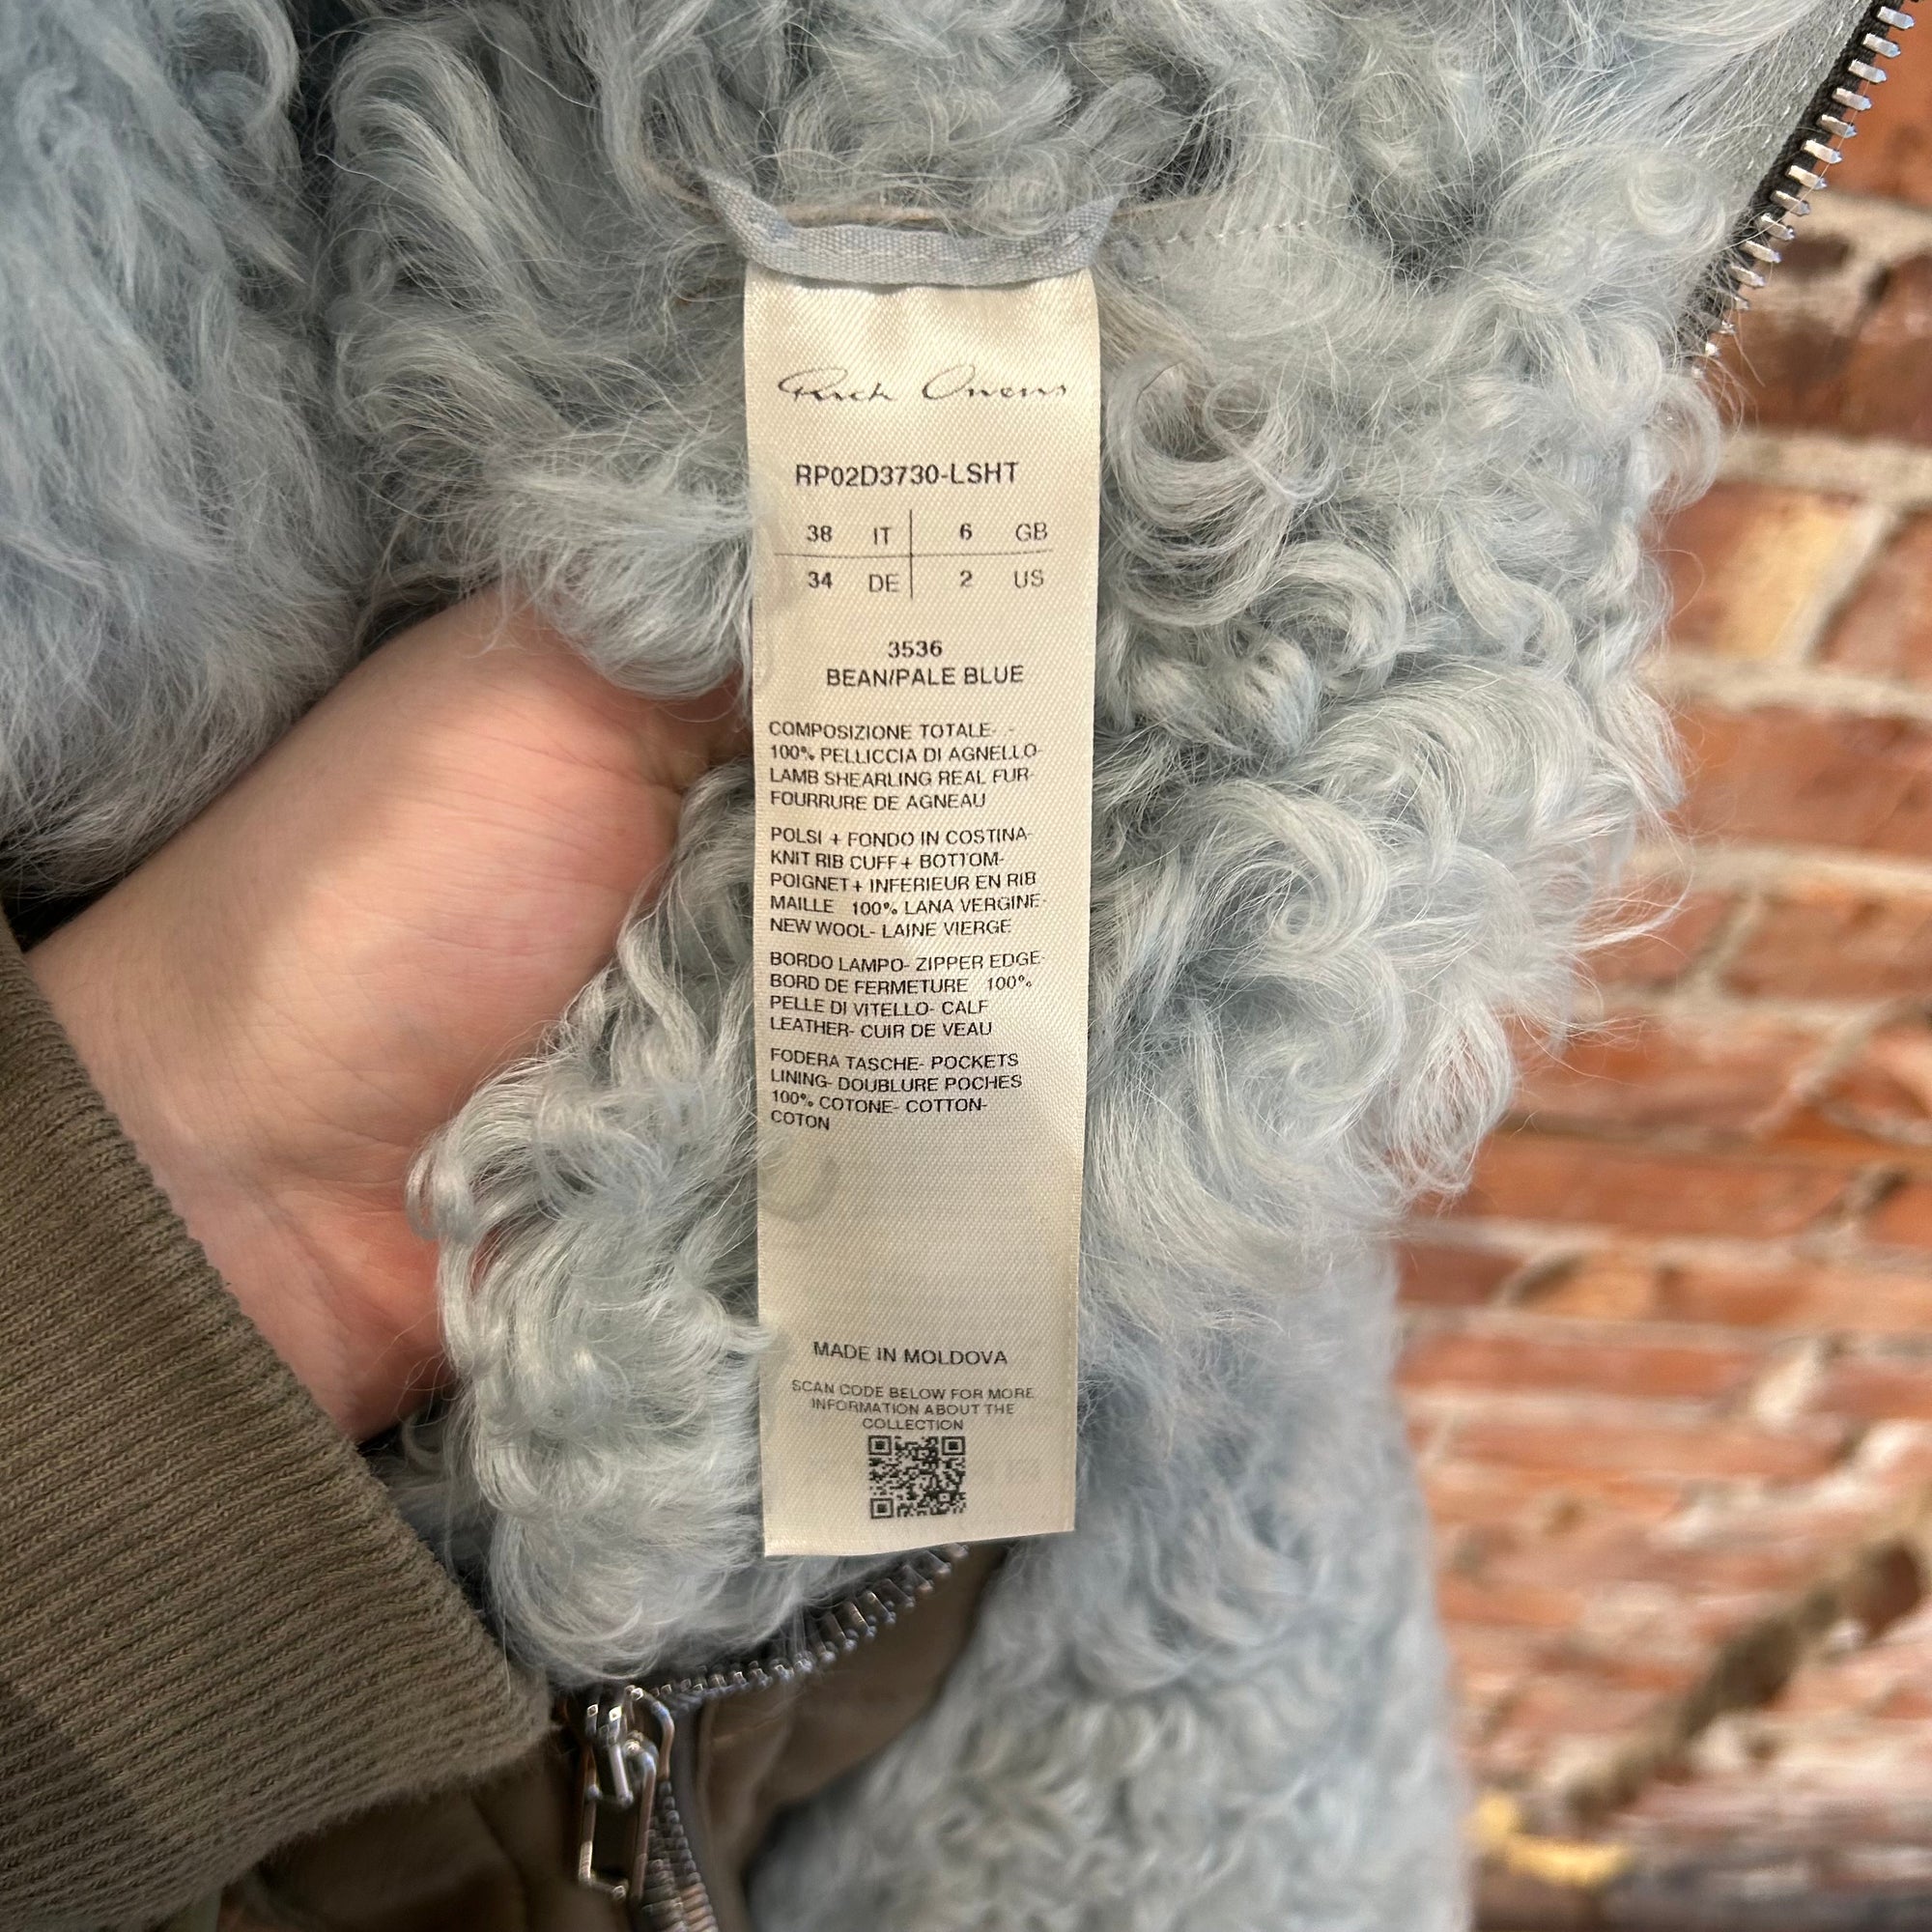 Rick Owens
RP02D3730-LSHT
38 IT 6 GB
34 DE 2 US
3536
BEAN/PALE BLUE
COMPOSIZIONE TOTALE- -
100% PELLICCIA DI AGNELLO-
LAMB SHEARLING REAL FUR-
FOURRURE DE AGNEAU
POLSI + FONDO IN COSTINA-
KNIT RIB CUFF + BOTTOM-
POIGNET + INFERIEUR EN RIB
MAILLE 100% LANA VERGINE-
NEW WOOL- LAINE VIERGE
BORDO LAMPO- ZIPPER EDGE-
BORD DE FERMETURE 100%
PELLE DI VITELLO- CALF
LEATHER- CUIR DE VEAU
FODERA TASCHE- POCKETS
LINING- DOUBLURE POCHES
100% COTONE- COTTON-
COTON
MADE IN MOLDOVA
SCAN CODE BELOW FOR MORE
INFORMATION ABOUT THE
COLLECTION